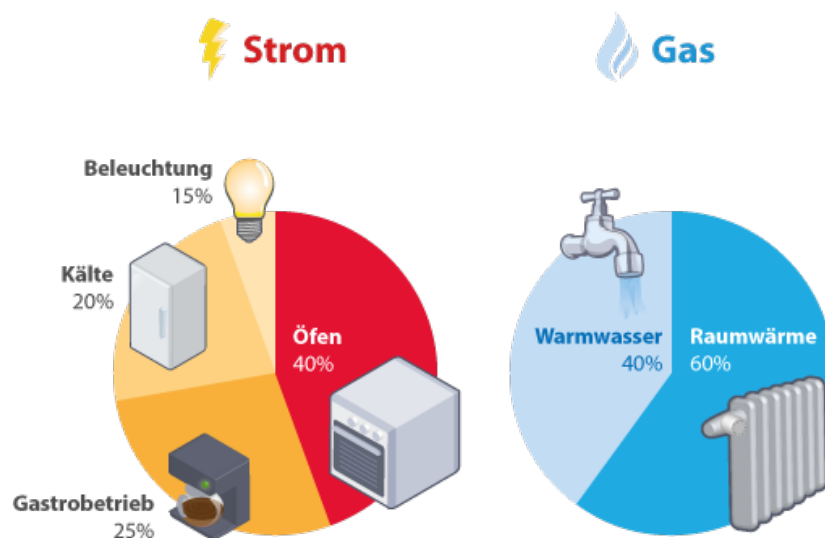 Strom
Gas
Beleuchtung
15%
Kälte
20%
Öfen
40%
Gastrobetrieb
25%
Warmwasser
40%
Raumwärme
60%